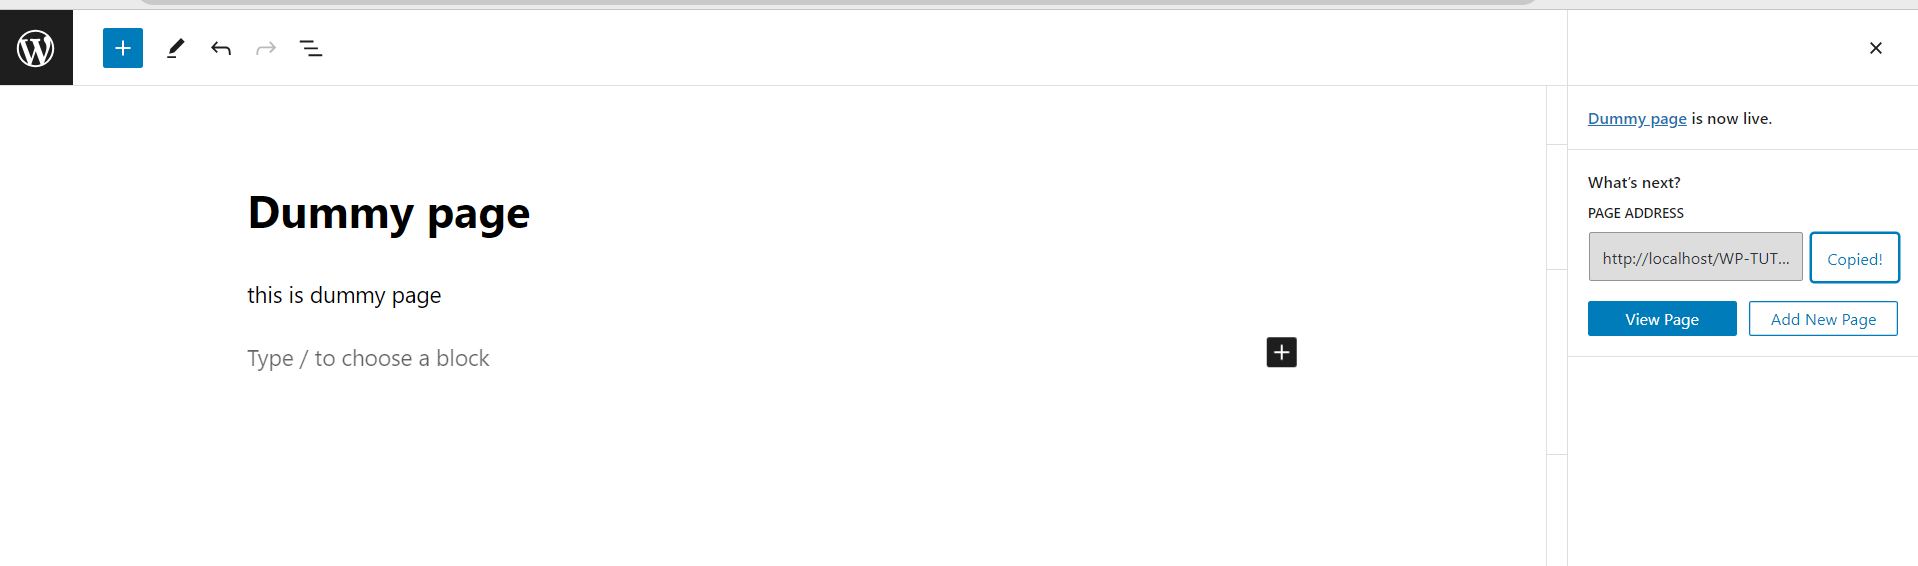 Dummy page is now live.
Dummy page
What's next?
PAGE ADDRESS
http://localhost/WP-TUT... Copied!
this is dummy page
View Page Add New Page
Type / to choose a block